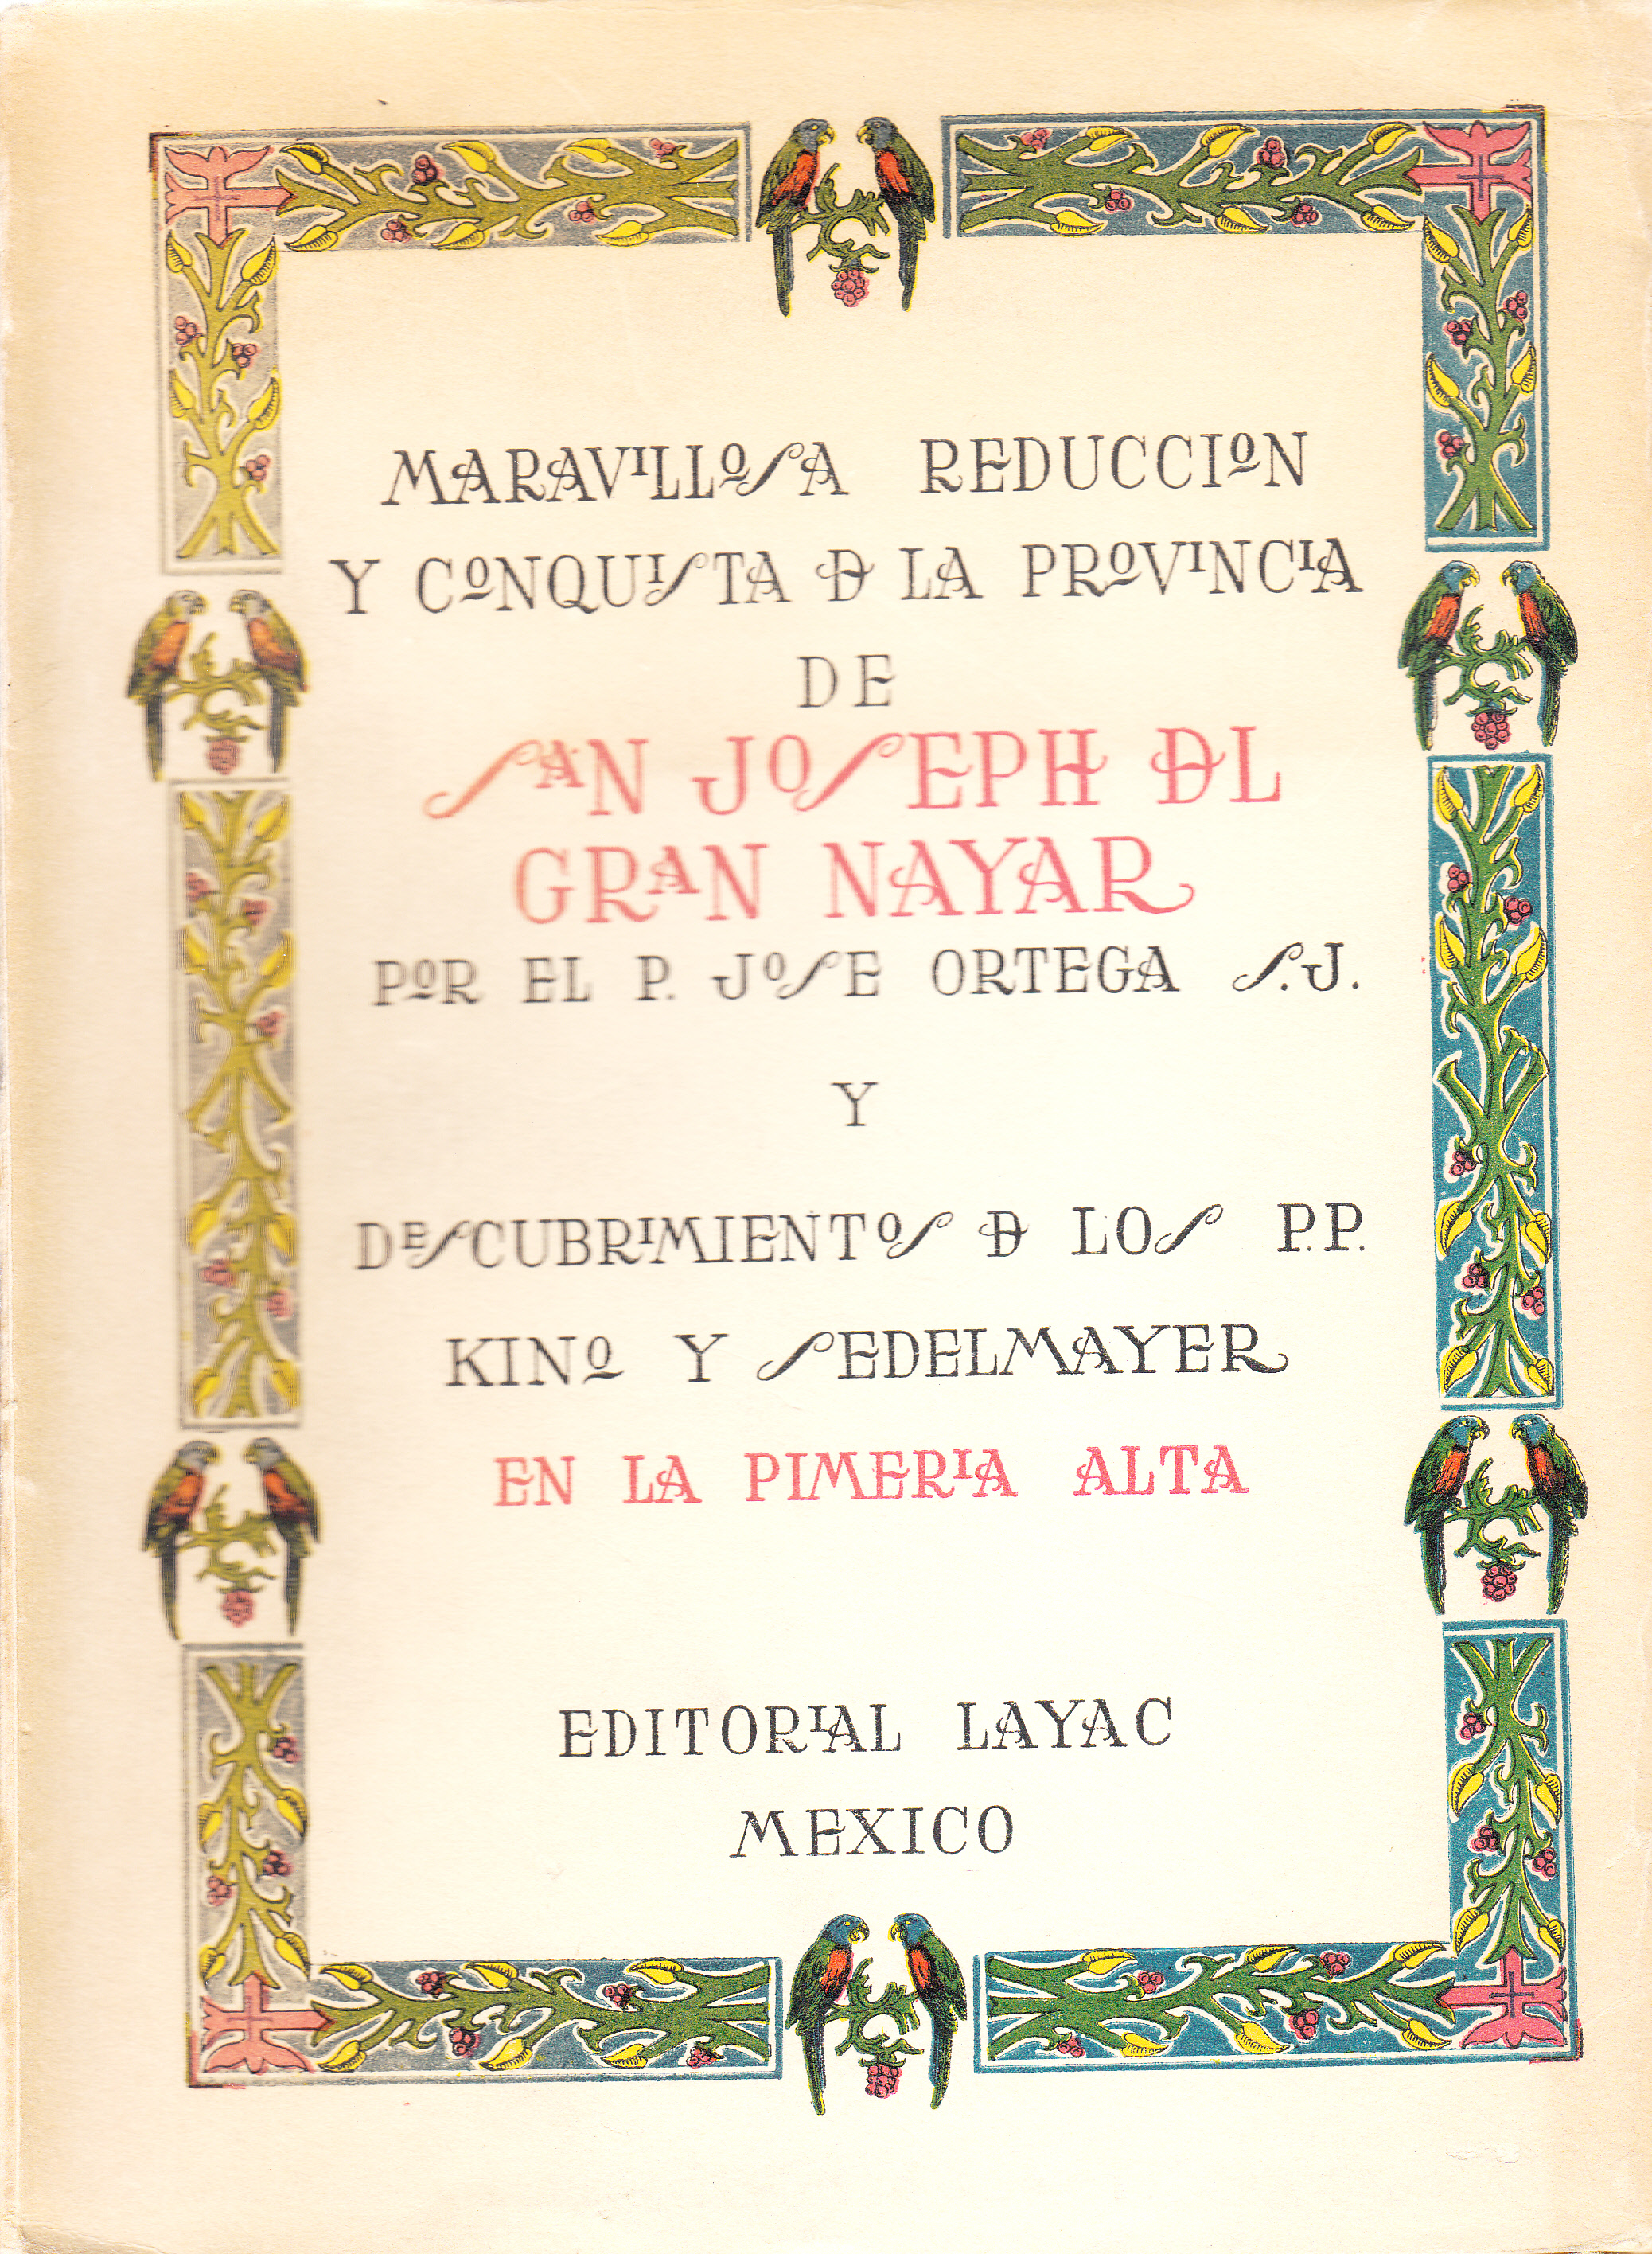 MARAVILLOSA REDUCCION
Y CONQUISTA D LA PROVINCIA
DE
SAN JOSEPH DL
GRAN NAYAR
POR EL P. JOSE ORTEGA S.J.
Y
DESCUBRIMIENTOS D LOS P.P.
KINO Y SEDELMAYER
EN LA PIMERIA ALTA
EDITORIAL LAYAC
MEXICO